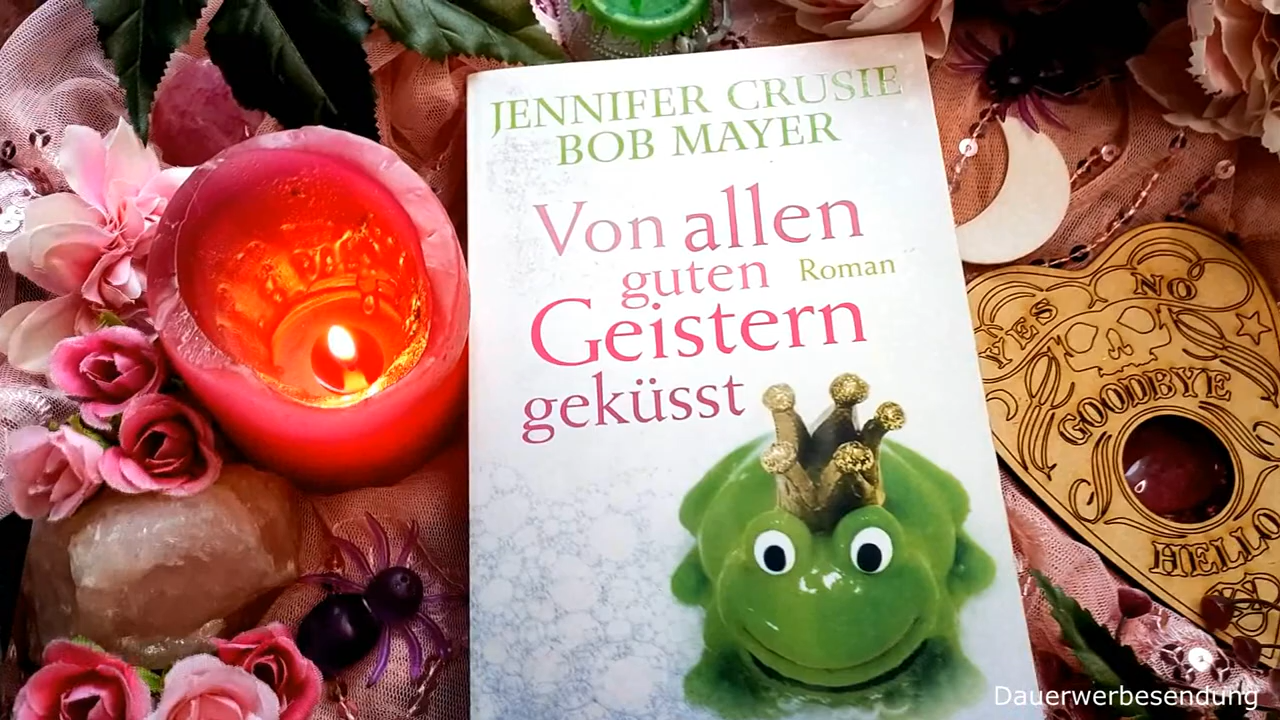 JENNIFER CRUSIE
BOB MAYER
Von allen
guten Roman
Geistern
geküsst
YES NO
GOODBYE
HELLO
Dauerwerbesendung